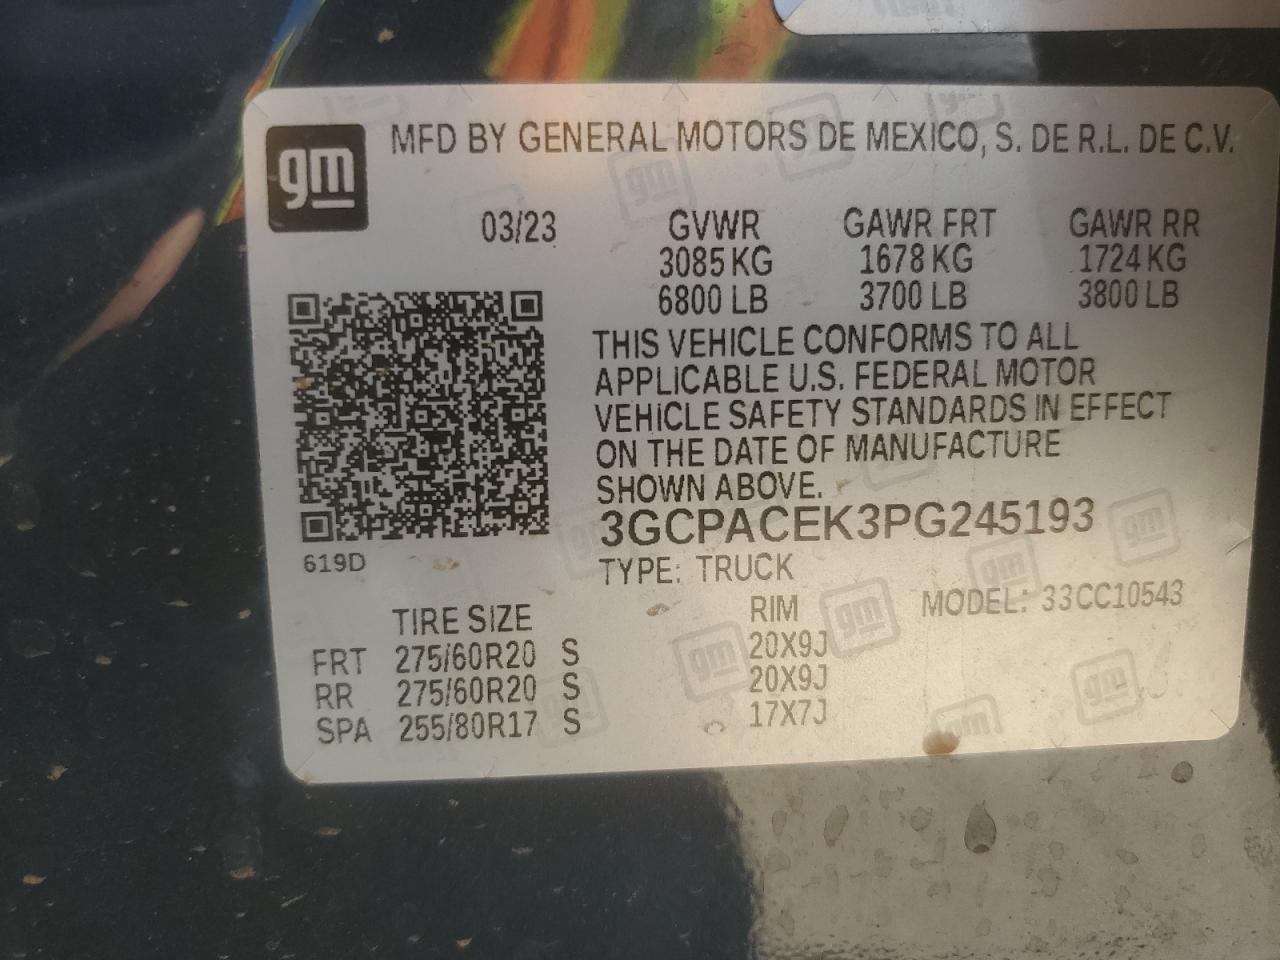 gm MFD BY GENERAL MOTORS DE MEXICO, S. DE R.L. DE C.V.
03/23 GVWR GAWR FRT GAWR RR
3085 KG 1678 KG 1724 KG
6800 LB 3700 LB 3800 LB
THIS VEHICLE CONFORMS TO ALL
APPLICABLE U.S. FEDERAL MOTOR
VEHICLE SAFETY STANDARDS IN EFFECT
ON THE DATE OF MANUFACTURE
SHOWN ABOVE.
3GCPACEK3PG245193
619D
TYPE: TRUCK
TIRE SIZE RIM MODEL: 33CC10543
FRT 275/60R20 S 20X9J
RR 275/60R20 S 20X9J
SPA 255/80R17 S 17X7J